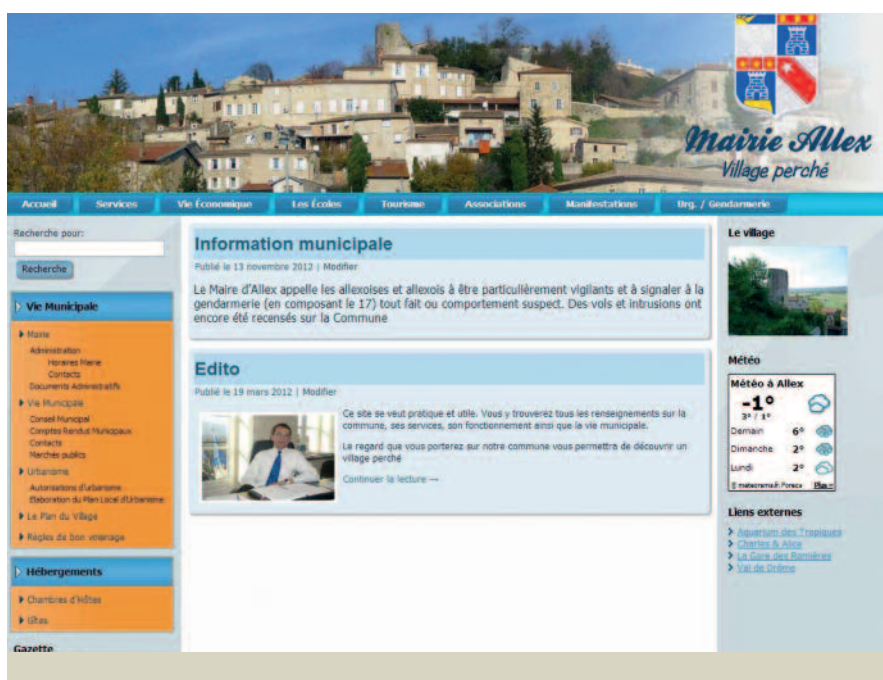 Mairie Allex
Village perché
Accueil
Services
Vie Économique
Les Écoles
Tourisme
Associations
Manifestations
Urg. / Gendarmerie
Recherche pour:
Recherche
Vie Municipale
Mairie
Administration
Horaires Mairie
Contacts
Documents Administratifs
Vie Municipale
Conseil Municipal
Comptes Rendus Municipaux
Contacts
Marchés publics
Urbanisme
Autorisations d'urbanisme
Elaboration du Plan Local d'Urbanisme
Le Plan du Village
Règles de bon voisinage
Hébergements
Chambres d'Hôtes
Gîtes
Gazette
Information municipale
Publié le 13 novembre 2012 | Modifier
Le Maire d'Allex appelle les allexoises et allexois à être particulièrement vigilants et à signaler à la
gendarmerie (en composant le 17) tout fait ou comportement suspect. Des vols et intrusions ont
encore été recensés sur la Commune
Edito
Publié le 19 mars 2012 | Modifier
Ce site se veut pratique et utile. Vous y trouverez tous les renseignements sur la
commune, ses services, son fonctionnement ainsi que la vie municipale.
Le regard que vous porterez sur notre commune vous permettra de découvrir un
village perché
Continuer la lecture →
Le village
Météo
Météo à Allex
-1°
3° / 1°
Demain 6°
Dimanche 2°
Lundi 2°
© meteorama.fr Foreca Plus
Liens externes
Aquarium des Tropiques
Charles & Alice
La Gare des Ramières
Val de Drôme